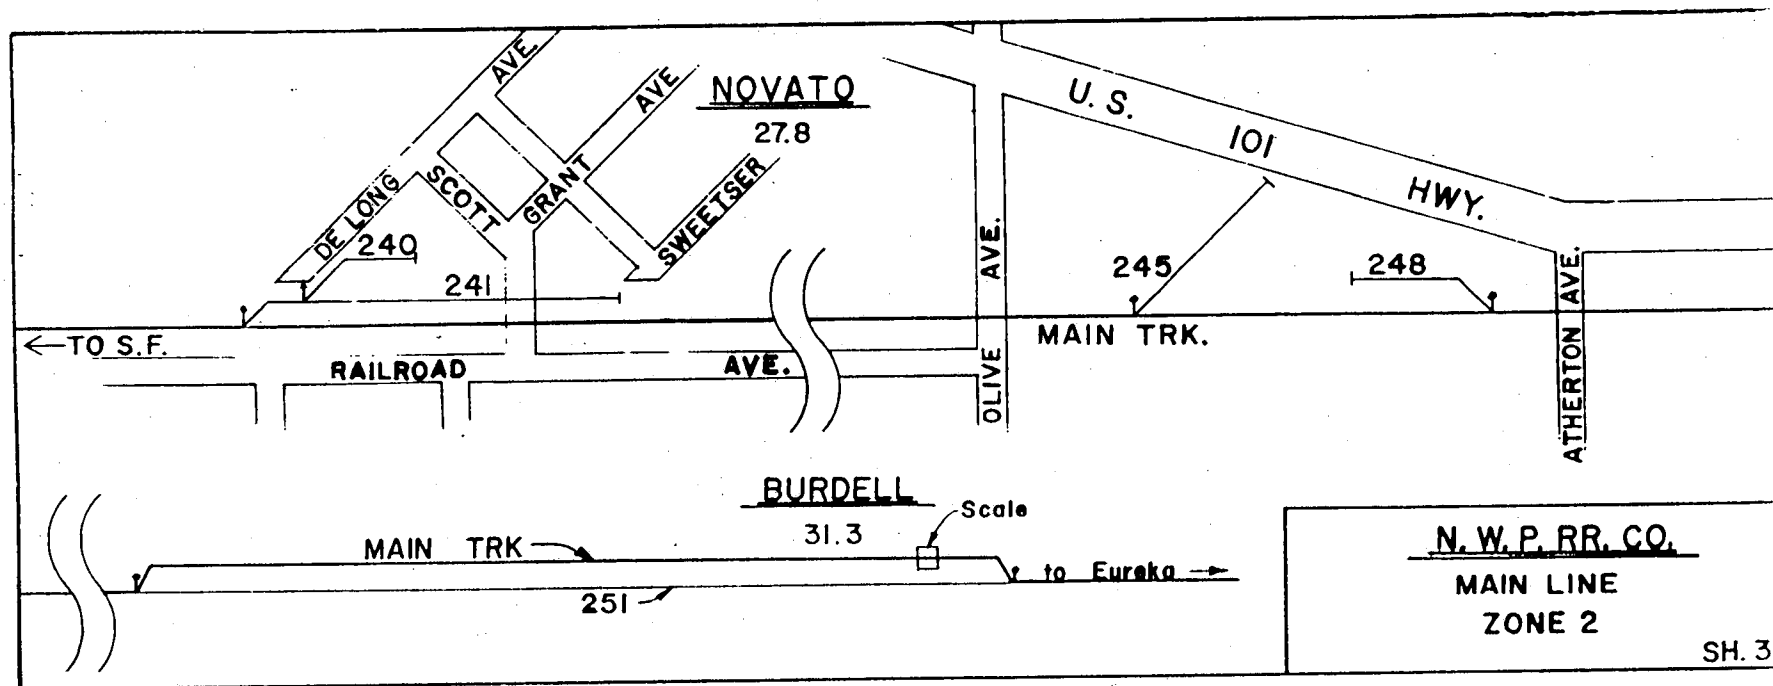 NOVATO
27.8
DE LONG AVE.
SCOTT
GRANT AVE
SWEETSER
240
241
U. S. 101 HWY.
245
248
OLIVE AVE.
ATHERTON AVE.
←TO S.F.
MAIN TRK.
RAILROAD AVE.
BURDELL
31.3
Scale
MAIN TRK
to Eureka →
251
N. W. P. RR. CO.
MAIN LINE
ZONE 2
SH. 3